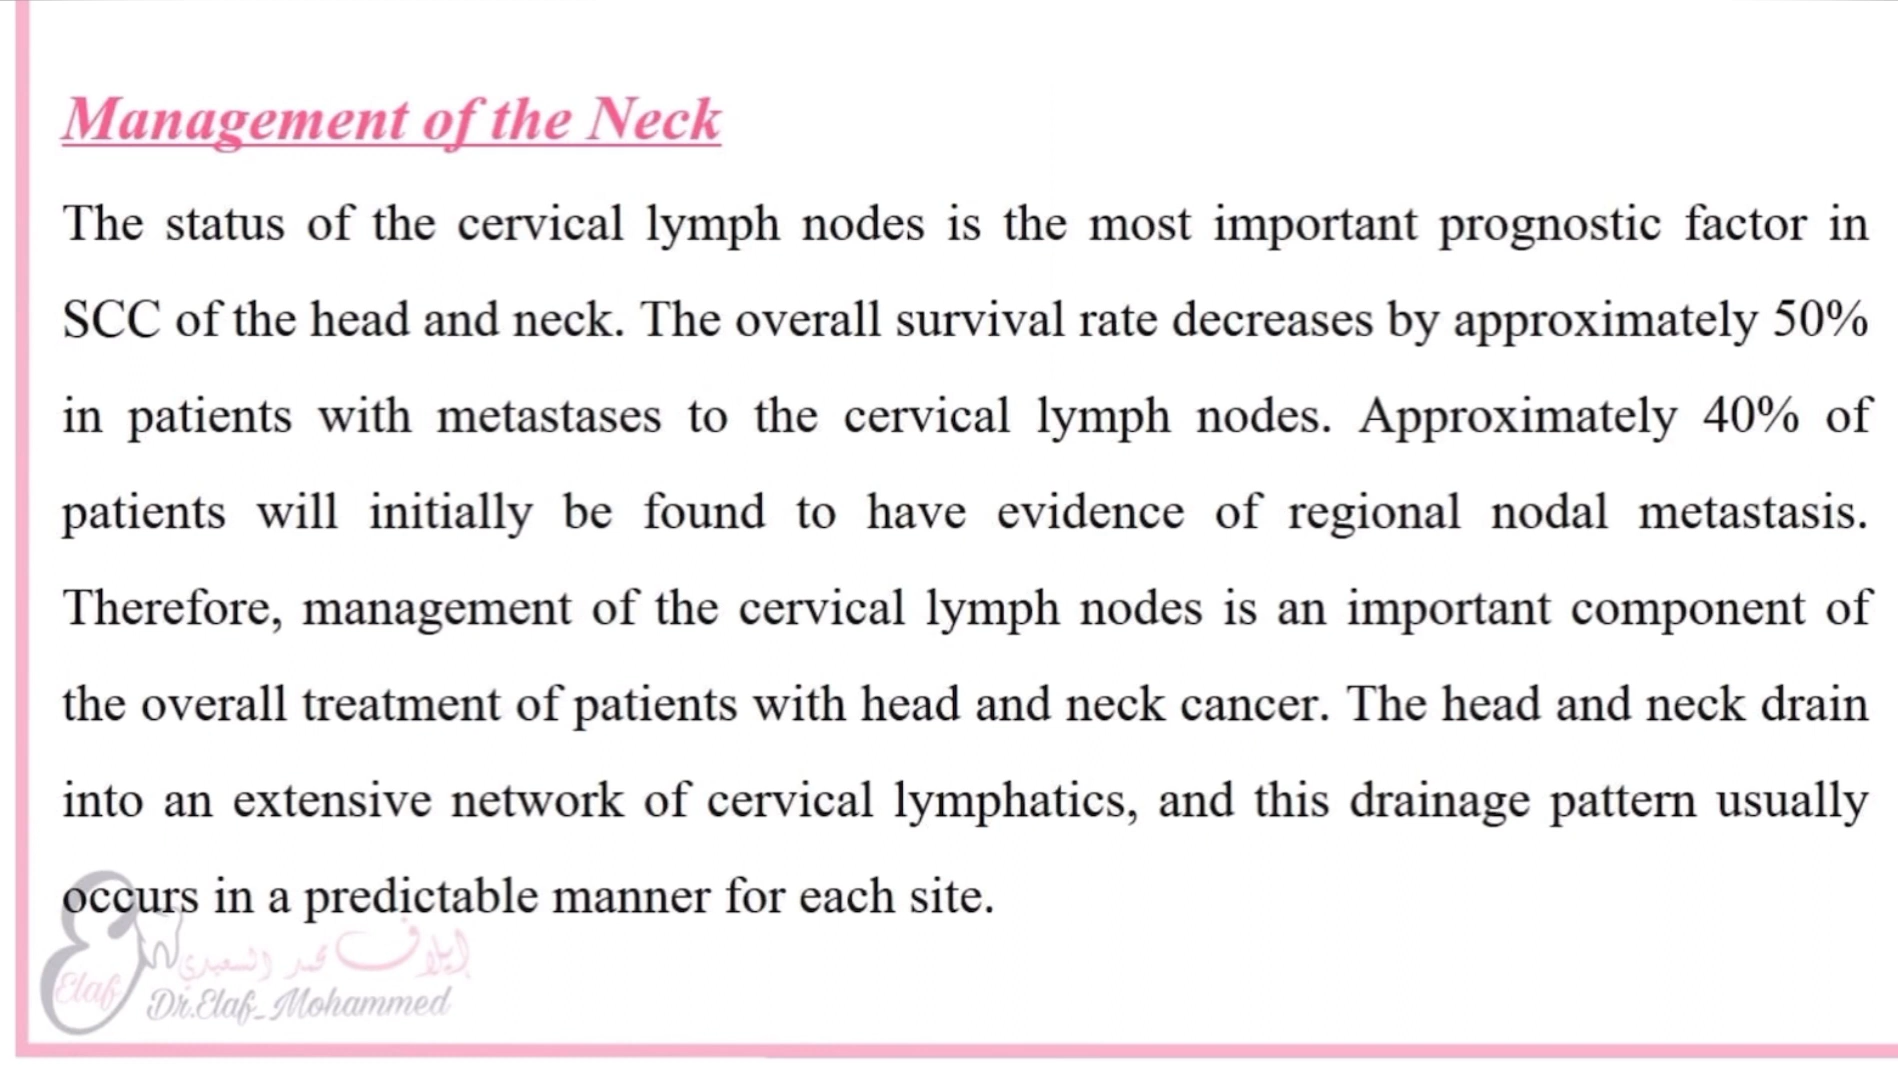 Management of the Neck
The status of the cervical lymph nodes is the most important prognostic factor in
SCC of the head and neck. The overall survival rate decreases by approximately 50%
in patients with metastases to the cervical lymph nodes. Approximately 40% of
patients will initially be found to have evidence of regional nodal metastasis.
Therefore, management of the cervical lymph nodes is an important component of
the overall treatment of patients with head and neck cancer. The head and neck drain
into an extensive network of cervical lymphatics, and this drainage pattern usually
occurs in a predictable manner for each site.
إيلاف محمد السعيدي
Elaf
Dr.Elaf_Mohammed